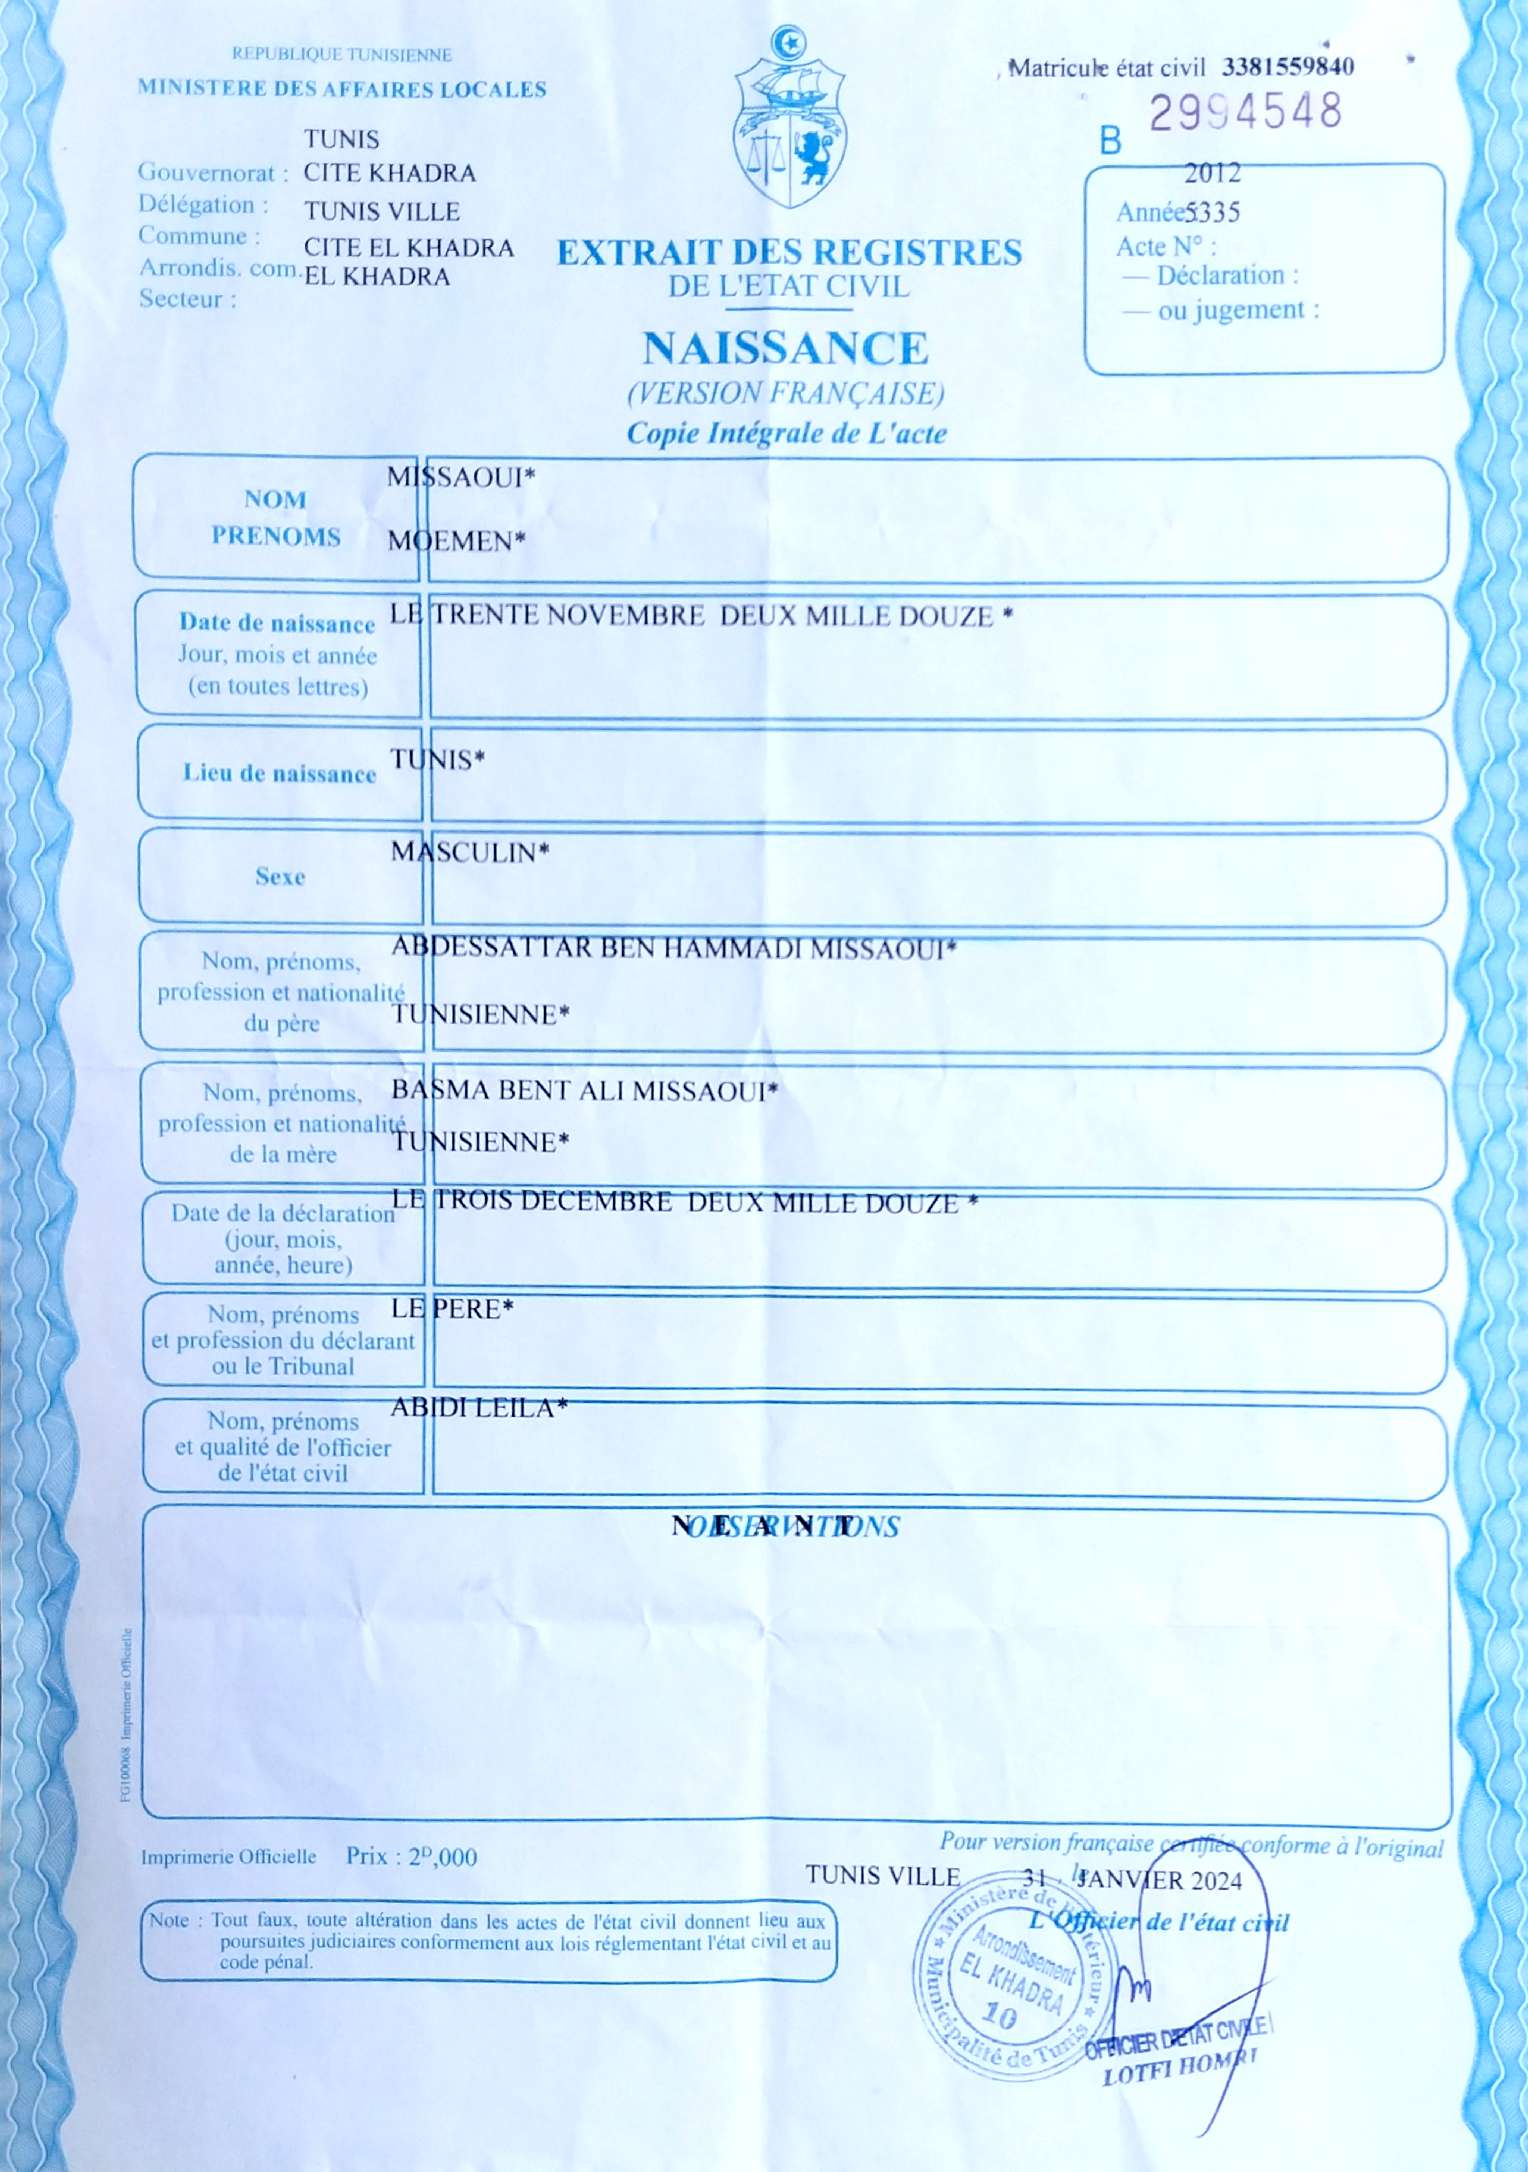 REPUBLIQUE TUNISIENNE
MINISTERE DES AFFAIRES LOCALES
TUNIS
Gouvernorat : CITE KHADRA
Délégation : TUNIS VILLE
Commune : CITE EL KHADRA
Arrondis. com. EL KHADRA
Secteur :
Matricule état civil 3381559840
B 2994548
2012
Année 5335
Acte N° :
— Déclaration :
— ou jugement :
EXTRAIT DES REGISTRES
DE L'ETAT CIVIL
NAISSANCE
(VERSION FRANÇAISE)
Copie Intégrale de L'acte
NOM
PRENOMS
MISSAOUI*
MOEMEN*
Date de naissance
Jour, mois et année
(en toutes lettres)
LE TRENTE NOVEMBRE DEUX MILLE DOUZE *
Lieu de naissance
TUNIS*
Sexe
MASCULIN*
Nom, prénoms,
profession et nationalité
du père
ABDESSATTAR BEN HAMMADI MISSAOUI*
TUNISIENNE*
Nom, prénoms,
profession et nationalité
de la mère
BASMA BENT ALI MISSAOUI*
TUNISIENNE*
Date de la déclaration
(jour, mois,
année, heure)
LE TROIS DECEMBRE DEUX MILLE DOUZE *
Nom, prénoms
et profession du déclarant
ou le Tribunal
LE PERE*
Nom, prénoms
et qualité de l'officier
de l'état civil
ABIDI LEILA*
OBSERVATIONS
N E A N T
FG100068 Imprimerie Officielle
Imprimerie Officielle Prix : 2D,000
Pour version française certifiée conforme à l'original
TUNIS VILLE le 31 JANVIER 2024
L'Officier de l'état civil
Note : Tout faux, toute altération dans les actes de l'état civil donnent lieu aux
poursuites judiciaires conformement aux lois réglementant l'état civil et au
code pénal.
Ministère de l'Intérieur
Arrondissement
EL KHADRA
10
Municipalité de Tunis
OFFICIER D'ETAT CIVILE
LOTFI HOMRI